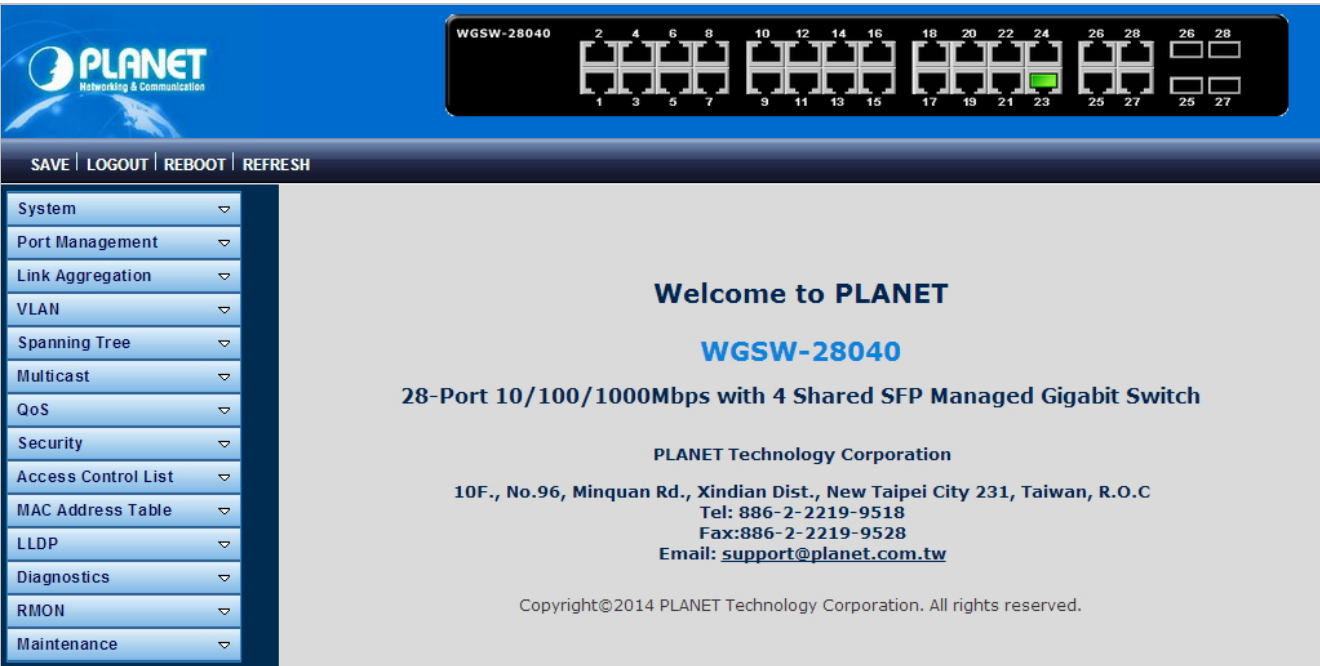 PLANET
Networking & Communication
WGSW-28040
2 4 6 8 10 12 14 16 18 20 22 24 26 28 26 28
1 3 5 7 9 11 13 15 17 19 21 23 25 27 25 27
SAVE | LOGOUT | REBOOT | REFRESH
System
Port Management
Link Aggregation
VLAN
Spanning Tree
Multicast
QoS
Security
Access Control List
MAC Address Table
LLDP
Diagnostics
RMON
Maintenance
Welcome to PLANET
WGSW-28040
28-Port 10/100/1000Mbps with 4 Shared SFP Managed Gigabit Switch
PLANET Technology Corporation
10F., No.96, Minquan Rd., Xindian Dist., New Taipei City 231, Taiwan, R.O.C
Tel: 886-2-2219-9518
Fax:886-2-2219-9528
Email: support@planet.com.tw
Copyright©2014 PLANET Technology Corporation. All rights reserved.